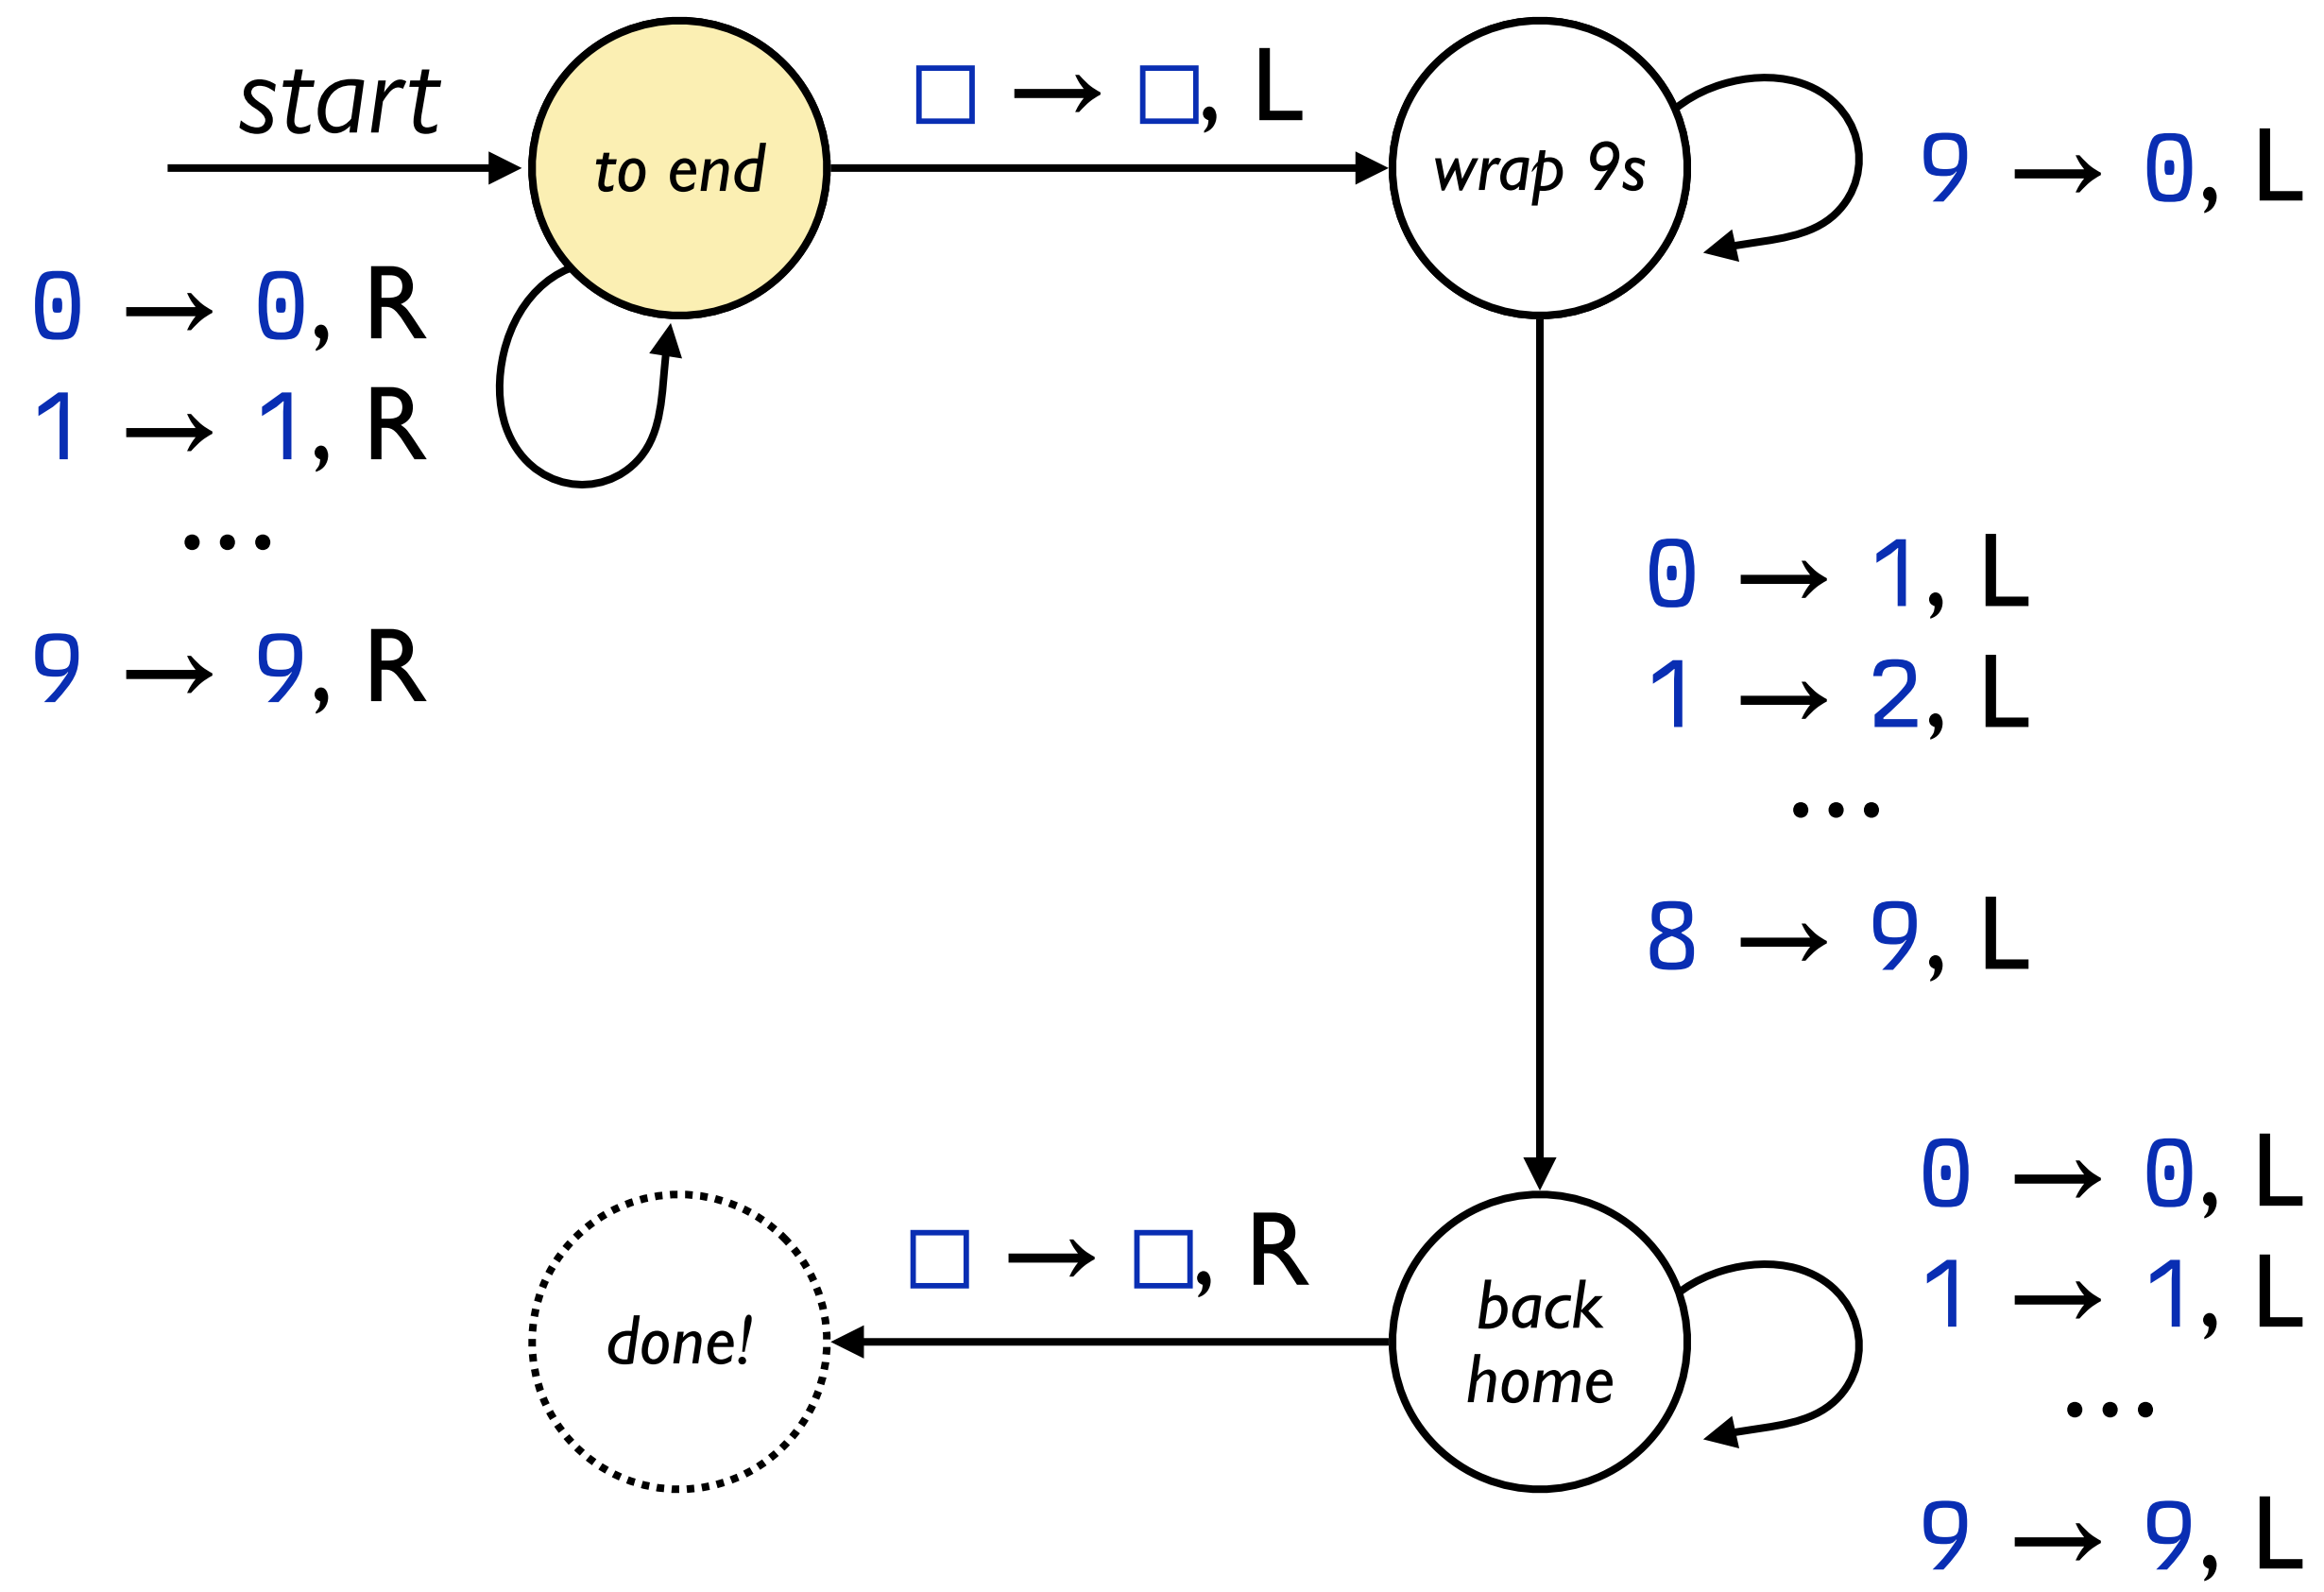 start
to end
□ → □, L
wrap 9s
9 → 0, L
0 → 0, R
1 → 1, R
...
9 → 9, R
0 → 1, L
1 → 2, L
...
8 → 9, L
done!
□ → □, R
back
home
0 → 0, L
1 → 1, L
...
9 → 9, L